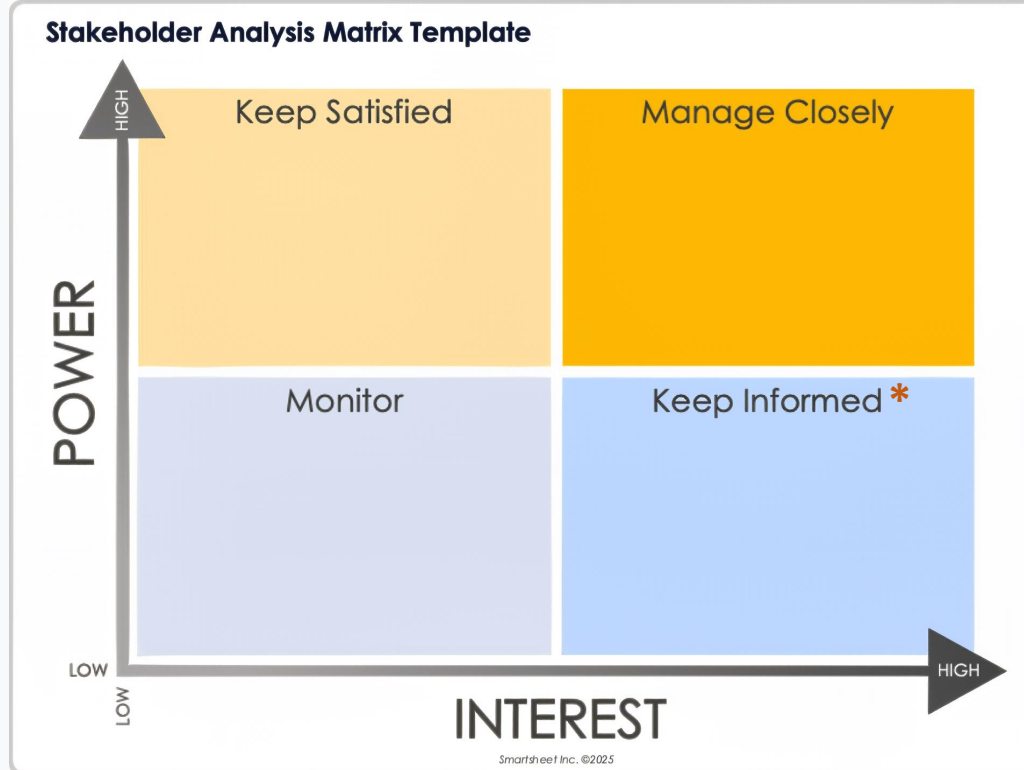 Stakeholder Analysis Matrix Template
HIGH
Keep Satisfied
Manage Closely
POWER
Monitor
Keep Informed *
LOW
HIGH
LOW
INTEREST
Smartsheet Inc. ©2025